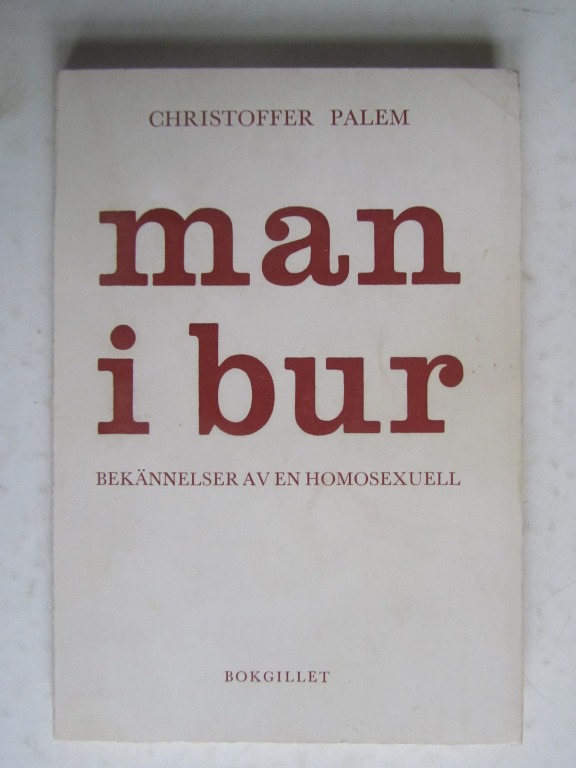 CHRISTOFFER PALEM
man
i bur
BEKÄNNELSER AV EN HOMOSEXUELL
BOKGILLET